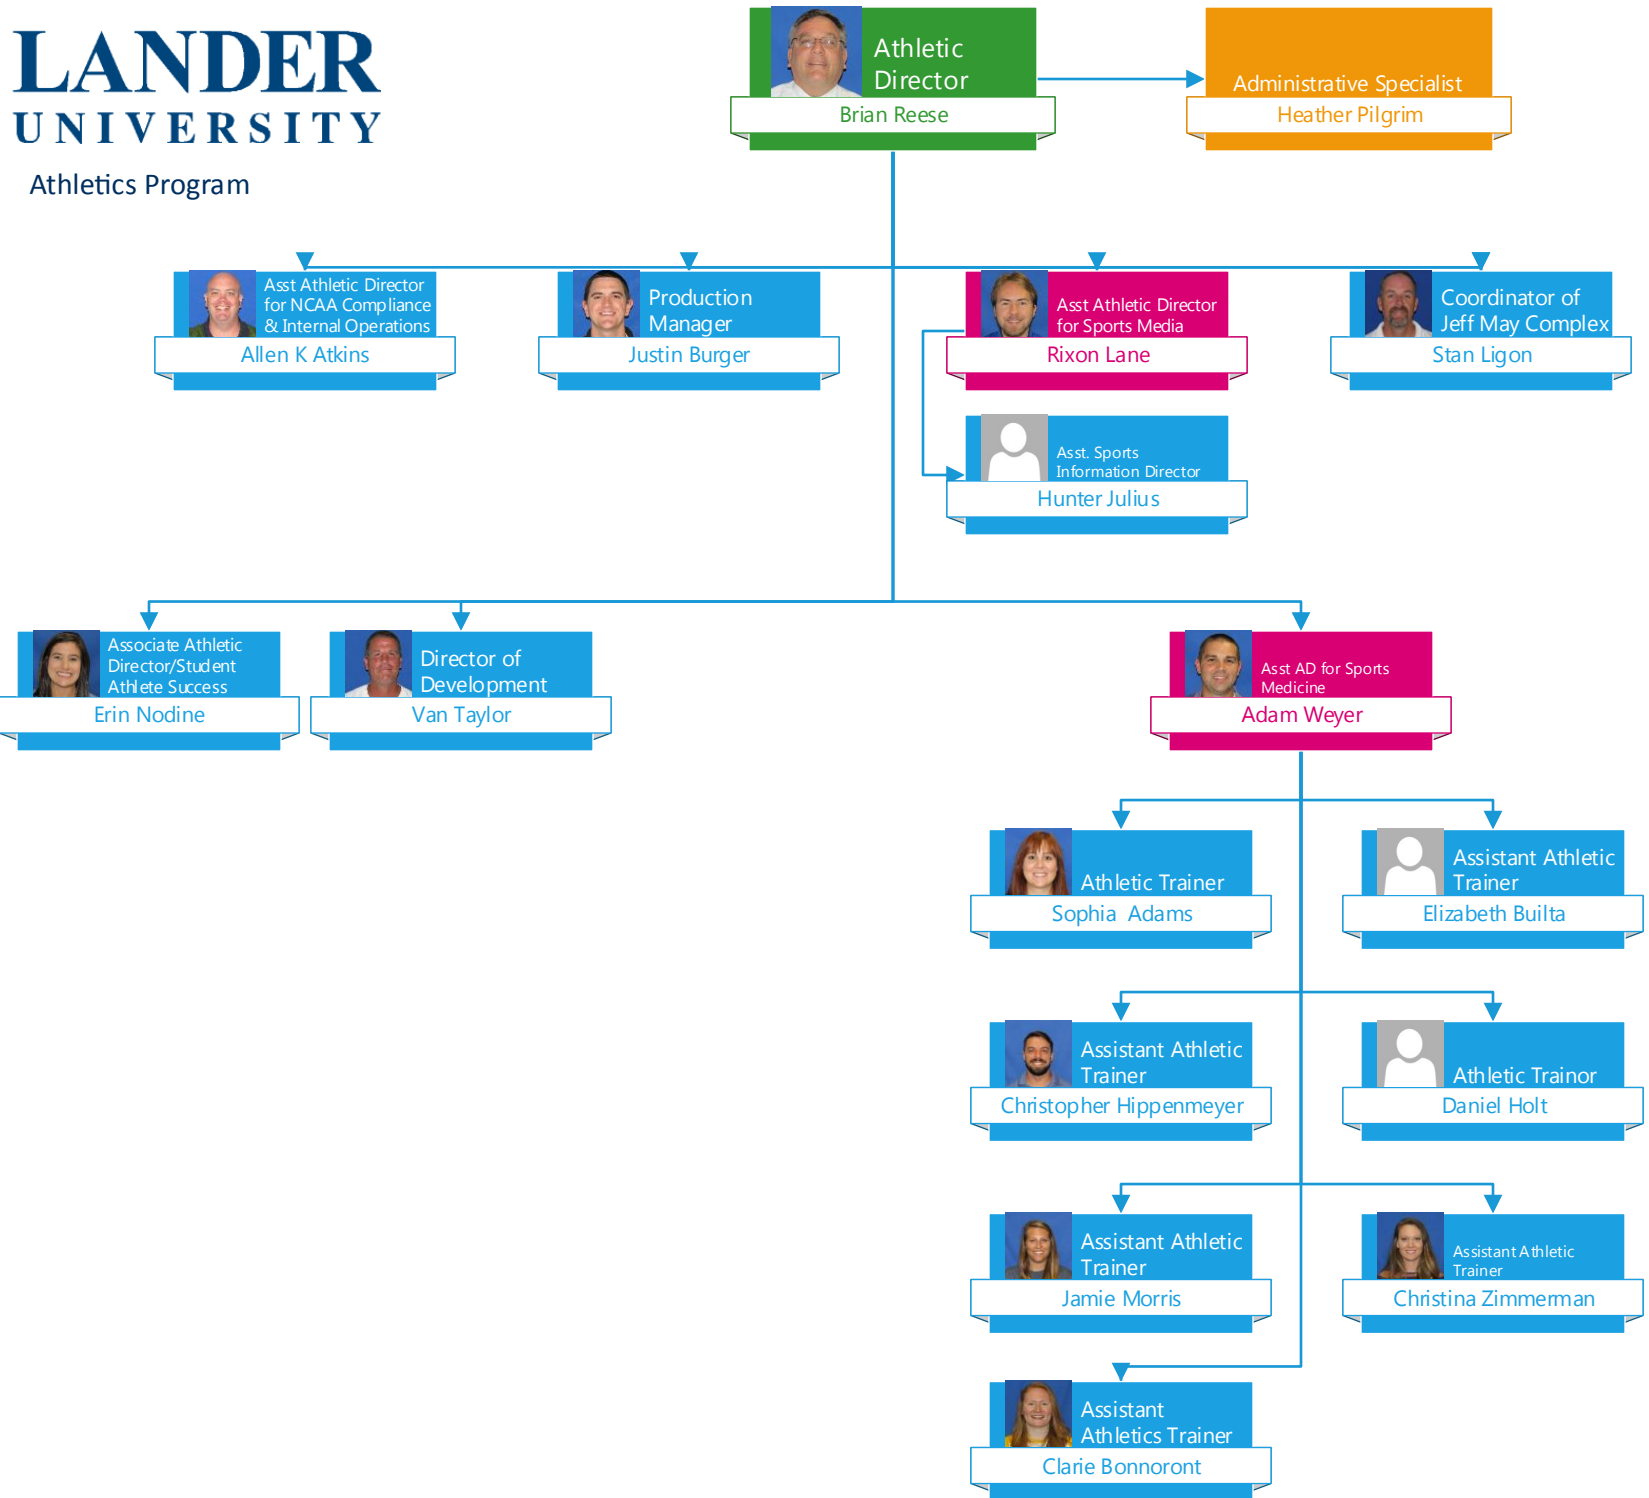 LANDER
UNIVERSITY
Athletics Program
Athletic
Director
Brian Reese
Administrative Specialist
Heather Pilgrim
Asst Athletic Director
for NCAA Compliance
& Internal Operations
Allen K Atkins
Production
Manager
Justin Burger
Asst Athletic Director
for Sports Media
Rixon Lane
Coordinator of
Jeff May Complex
Stan Ligon
Asst. Sports
Information Director
Hunter Julius
Associate Athletic
Director/Student
Athlete Success
Erin Nodine
Director of
Development
Van Taylor
Asst AD for Sports
Medicine
Adam Weyer
Athletic Trainer
Sophia Adams
Assistant Athletic
Trainer
Elizabeth Builta
Assistant Athletic
Trainer
Christopher Hippenmeyer
Athletic Trainor
Daniel Holt
Assistant Athletic
Trainer
Jamie Morris
Assistant Athletic
Trainer
Christina Zimmerman
Assistant
Athletics Trainer
Clarie Bonnoront